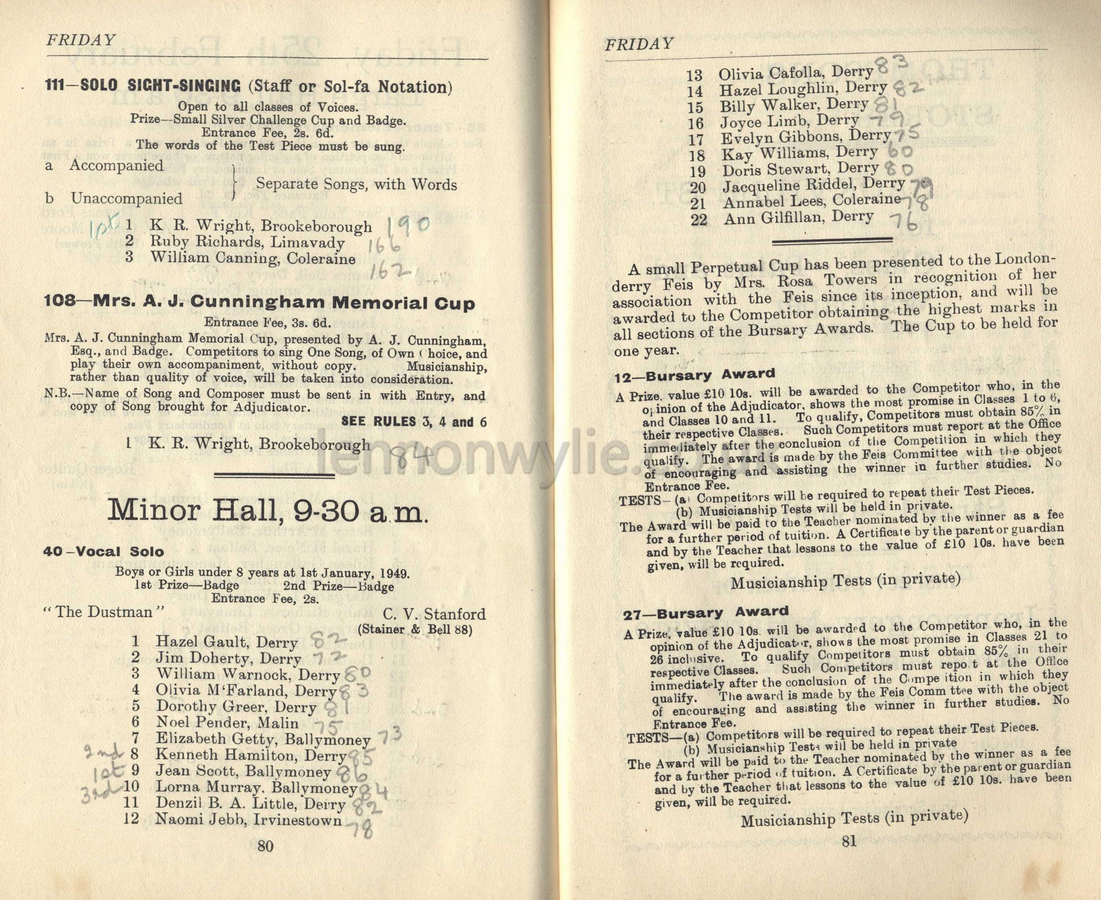 FRIDAY
111—SOLO SIGHT-SINGING (Staff or Sol-fa Notation)
Open to all classes of Voices.
Prize—Small Silver Challenge Cup and Badge.
Entrance Fee, 2s. 6d.
The words of the Test Piece must be sung.
a Accompanied
Separate Songs, with Words
b Unaccompanied
1st 1 K R. Wright, Brookeborough 190
2 Ruby Richards, Limavady 166
3 William Canning, Coleraine 162
108—Mrs. A. J. Cunningham Memorial Cup
Entrance Fee, 3s. 6d.
Mrs. A. J. Cunningham Memorial Cup, presented by A. J. Cunningham,
Esq., and Badge. Competitors to sing One Song, of Own Choice, and
play their own accompaniment, without copy. Musicianship,
rather than quality of voice, will be taken into consideration.
N.B.—Name of Song and Composer must be sent in with Entry, and
copy of Song brought for Adjudicator.
SEE RULES 3, 4 and 6
1 K. R. Wright, Brookeborough 84
Minor Hall, 9-30 a.m.
40—Vocal Solo
Boys or Girls under 8 years at 1st January, 1949.
1st Prize—Badge 2nd Prize—Badge
Entrance Fee, 2s.
"The Dustman" C. V. Stanford
(Stainer & Bell 88)
1 Hazel Gault, Derry 82
2 Jim Doherty, Derry 72
3 William Warnock, Derry 80
4 Olivia M'Farland, Derry 83
5 Dorothy Greer, Derry 81
6 Noel Pender, Malin 75
7 Elizabeth Getty, Ballymoney 73
2nd 8 Kenneth Hamilton, Derry 85
1st 9 Jean Scott, Ballymoney 86
3rd 10 Lorna Murray. Ballymoney 84
11 Denzil B. A. Little, Derry 82
12 Naomi Jebb, Irvinestown 78
80
FRIDAY
13 Olivia Cafolla, Derry 83
14 Hazel Loughlin, Derry 82
15 Billy Walker, Derry 81
16 Joyce Limb, Derry 79
17 Evelyn Gibbons, Derry 75
18 Kay Williams, Derry 80
19 Doris Stewart, Derry 80
20 Jacqueline Riddel, Derry 79
21 Annabel Lees, Coleraine 78
22 Ann Gilfillan, Derry 76
A small Perpetual Cup has been presented to the London-
derry Feis by Mrs. Rosa Towers in recognition of her
association with the Feis since its inception, and will be
awarded to the Competitor obtaining the highest marks in
all sections of the Bursary Awards. The Cup to be held for
one year.
12—Bursary Award
A Prize, value £10 10s. will be awarded to the Competitor who, in the
opinion of the Adjudicator, shows the most promise in Classes 1 to 6,
and Classes 10 and 11. To qualify, Competitors must obtain 85% in
their respective Classes. Such Competitors must report at the Office
immediately after the conclusion of the Competition in which they
qualify. The award is made by the Feis Committee with the object
of encouraging and assisting the winner in further studies. No
Entrance Fee.
TESTS—(a) Competitors will be required to repeat their Test Pieces.
(b) Musicianship Tests will be held in private.
The Award will be paid to the Teacher nominated by the winner as a fee
for a further period of tuition. A Certificate by the parent or guardian
and by the Teacher that lessons to the value of £10 10s. have been
given, will be required.
Musicianship Tests (in private)
27—Bursary Award
A Prize, value £10 10s. will be awarded to the Competitor who, in the
opinion of the Adjudicator, shows the most promise in Classes 21 to
26 inclusive. To qualify Competitors must obtain 85% in their
respective Classes. Such Competitors must report at the Office
immediately after the conclusion of the Competition in which they
qualify. The award is made by the Feis Committee with the object
of encouraging and assisting the winner in further studies. No
Entrance Fee.
TESTS—(a) Competitors will be required to repeat their Test Pieces.
(b) Musicianship Tests will be held in private
The Award will be paid to the Teacher nominated by the winner as a fee
for a further period of tuition. A Certificate by the parent or guardian
and by the Teacher that lessons to the value of £10 10s. have been
given, will be required.
Musicianship Tests (in private)
81